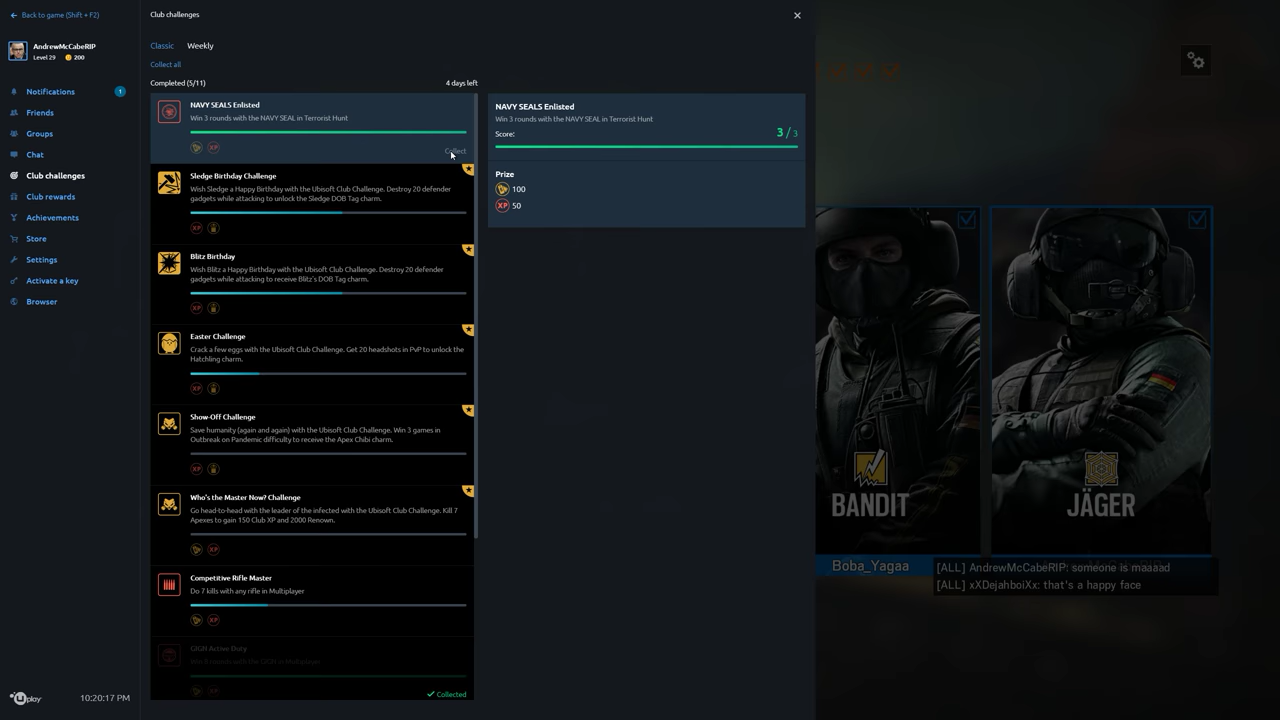 Back to game (Shift + F2)
AndrewMcCabeRIP
Level 29 200
Notifications 1
Friends
Groups
Chat
Club challenges
Club rewards
Achievements
Store
Settings
Activate a key
Browser
Uplay 10:20:17 PM
Club challenges
Classic Weekly
Collect all
Completed (5/11) 4 days left
NAVY SEALS Enlisted
Win 3 rounds with the NAVY SEAL in Terrorist Hunt
XP
Collect
Sledge Birthday Challenge
Wish Sledge a Happy Birthday with the Ubisoft Club Challenge. Destroy 20 defender
gadgets while attacking to unlock the Sledge DOB Tag charm.
XP
Blitz Birthday
Wish Blitz a Happy Birthday with the Ubisoft Club Challenge. Destroy 20 defender
gadgets while attacking to receive Blitz's DOB Tag charm.
XP
Easter Challenge
Crack a few eggs with the Ubisoft Club Challenge. Get 20 headshots in PvP to unlock the
Hatchling charm.
XP
Show-Off Challenge
Save humanity (again and again) with the Ubisoft Club Challenge. Win 3 games in
Outbreak on Pandemic difficulty to receive the Apex Chibi charm.
XP
Who's the Master Now? Challenge
Go head-to-head with the leader of the infected with the Ubisoft Club Challenge. Kill 7
Apexes to gain 150 Club XP and 2000 Renown.
XP
Competitive Rifle Master
Do 7 kills with any rifle in Multiplayer
XP
GIGN Active Duty
XP
Collected
NAVY SEALS Enlisted
Win 3 rounds with the NAVY SEAL in Terrorist Hunt
Score: 3 / 3
Prize
100
XP 50
BANDIT
JÄGER
Boba_Yagaa
[ALL] AndrewMcCabeRIP: someone is maaaad
[ALL] xXDejahboiXx: that's a happy face